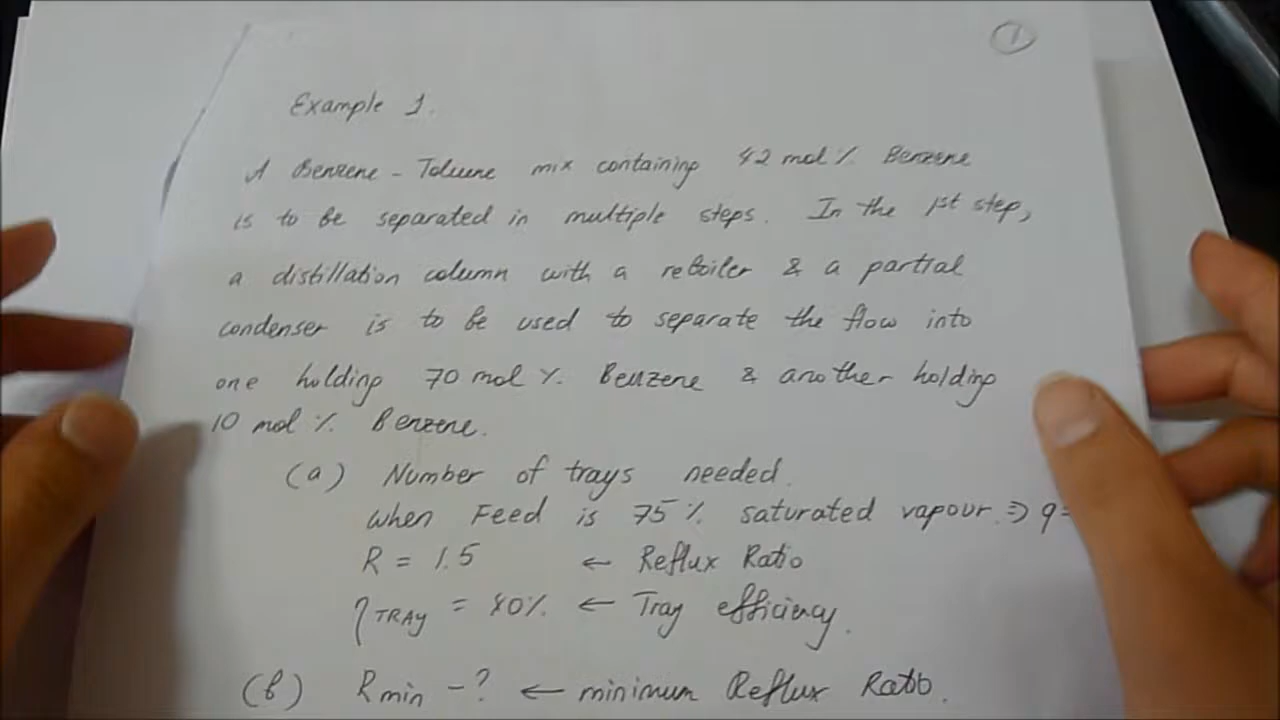 1
Example 1.
A Benzene - Toluene mix containing 42 mol % Benzene
is to be separated in multiple steps. In the 1st step,
a distillation column with a reboiler & a partial
condenser is to be used to separate the flow into
one holding 70 mol %. Benzene & another holding
10 mol % Benzene.
(a) Number of trays needed.
when Feed is 75 % saturated vapour. ⇒ q=
R = 1.5 ← Reflux Ratio
η TRAY = % ← Tray efficiency.
(b) Rmin - ? ← minimum Reflux Ratio.